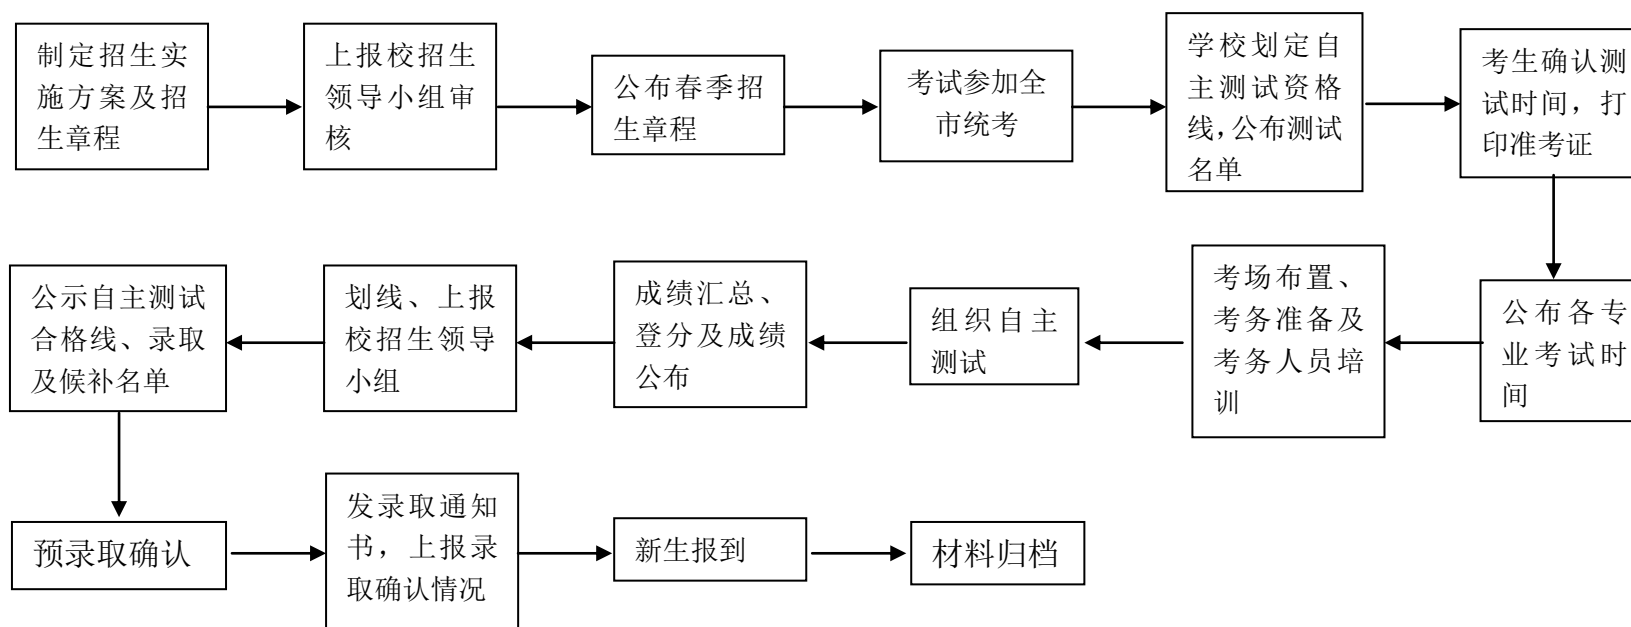 制定招生实
施方案及招
生章程
上报校招生
领导小组审
核
公布春季招
生章程
考试参加全
市统考
学校划定自
主测试资格
线，公布测试
名单
考生确认测
试时间，打
印准考证
公布各专
业考试时
间
考场布置、
考务准备及
考务人员培
训
组织自主
测试
成绩汇总、
登分及成绩
公布
划线、上报
校招生领导
小组
公示自主测试
合格线、录取
及候补名单
预录取确认
发录取通知
书，上报录
取确认情况
新生报到
材料归档